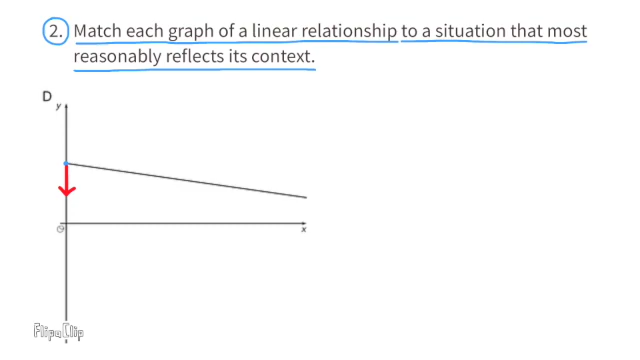 2. Match each graph of a linear relationship to a situation that most
reasonably reflects its context.
D
y
O
x
FlipaClip